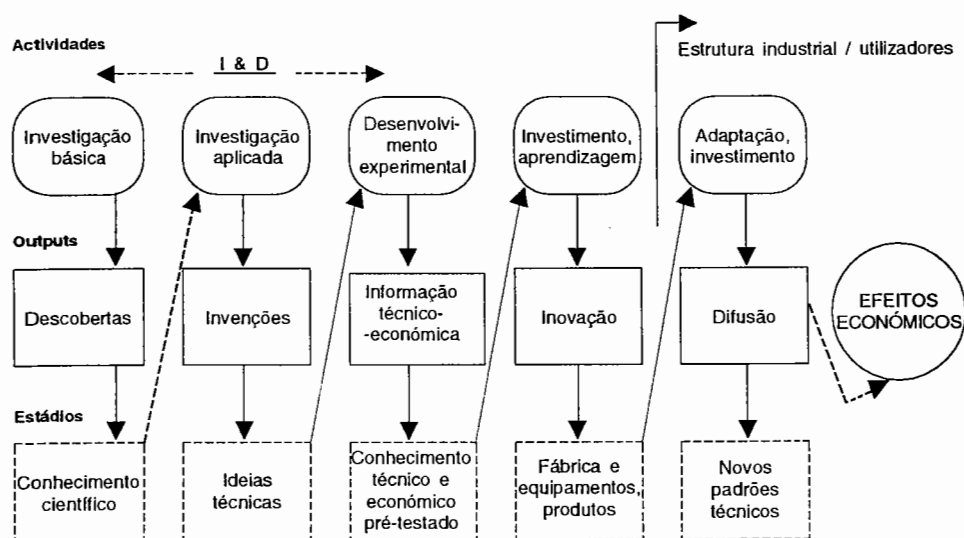 Actividades
I & D
Estrutura industrial / utilizadores
Investigação
básica
Investigação
aplicada
Desenvolvi-
mento
experimental
Investimento,
aprendizagem
Adaptação,
investimento
Outputs
Descobertas
Invenções
Informação
técnico-
-económica
Inovação
Difusão
EFEITOS
ECONÓMICOS
Estádios
Conhecimento
científico
Ideias
técnicas
Conhecimento
técnico e
económico
pré-testado
Fábrica e
equipamentos,
produtos
Novos
padrões
técnicos